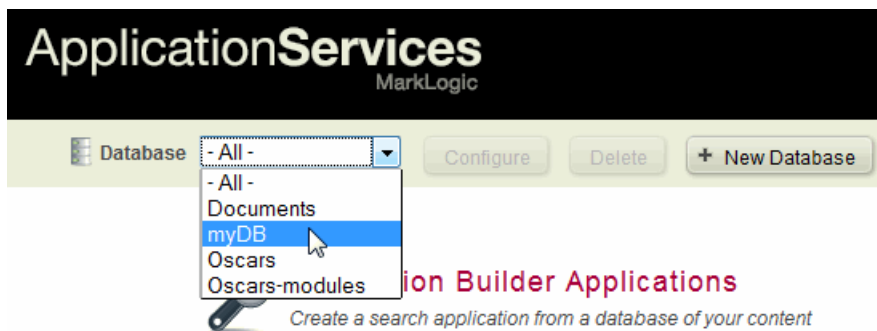 ApplicationServices
MarkLogic
Database - All - Configure Delete + New Database
- All -
Documents
myDB
Oscars
Oscars-modules
ion Builder Applications
Create a search application from a database of your content